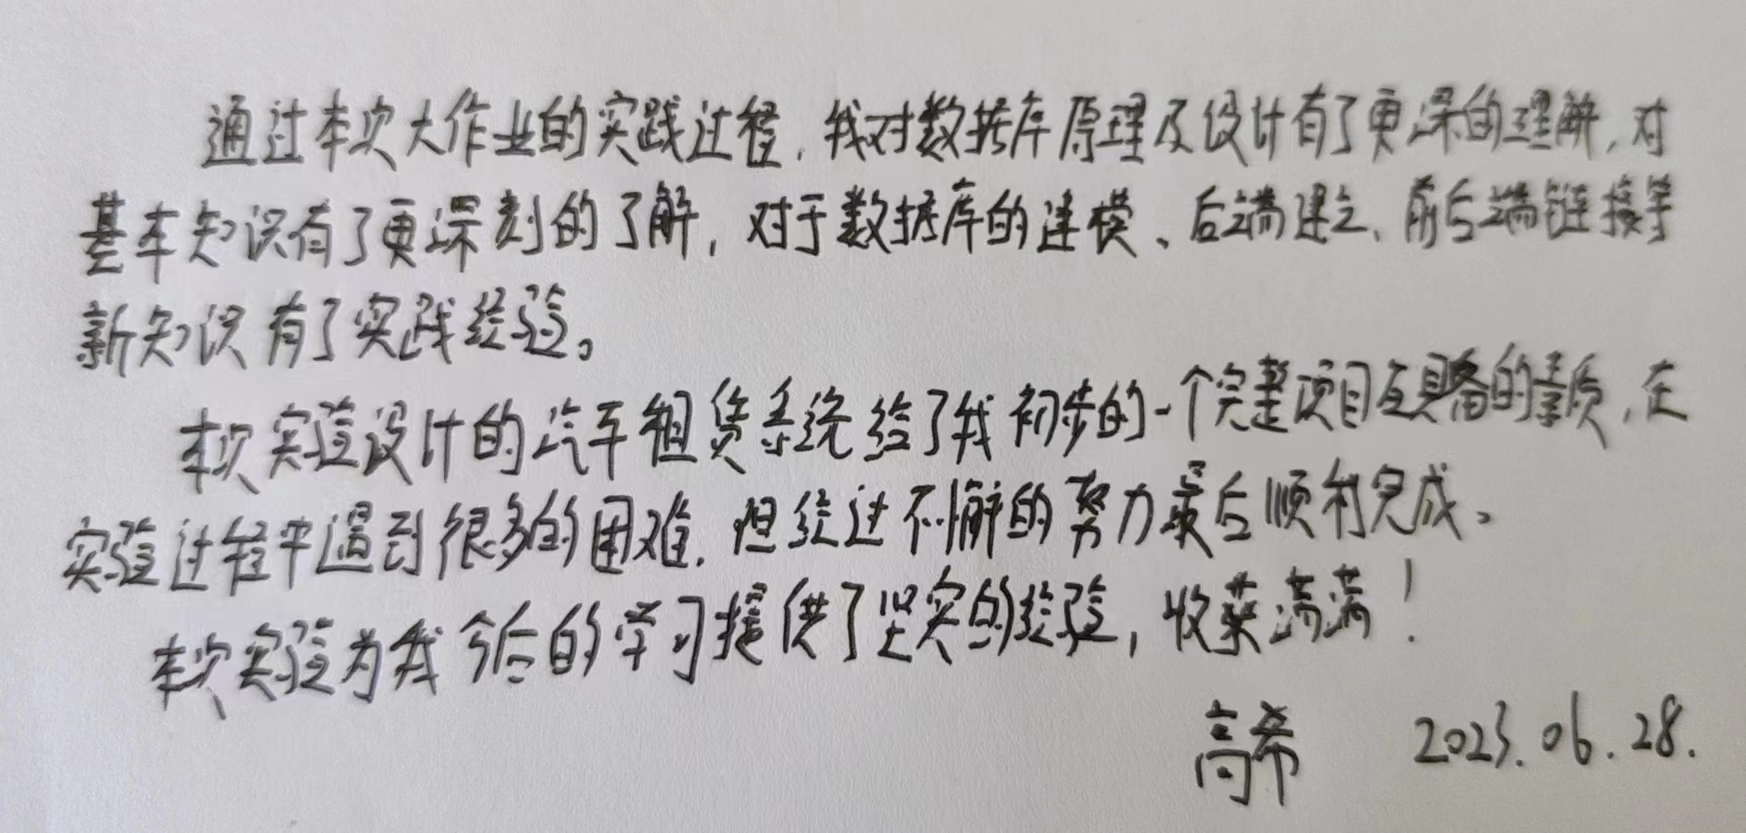 通过本次大作业的实践过程，我对数据库原理及设计有了更深的理解，对
基本知识有了更深刻的了解，对于数据库的建模、后端建立、前后端链接等
新知识有了实践经验。
本次实验设计的汽车租赁系统给了我初步的一个完整项目应具备的素质，在
实验过程中遇到很多的困难，但经过不懈的努力最后顺利完成。
本次实验为我今后的学习提供了坚实的经验，收获满满！
高希 2023.06.28.